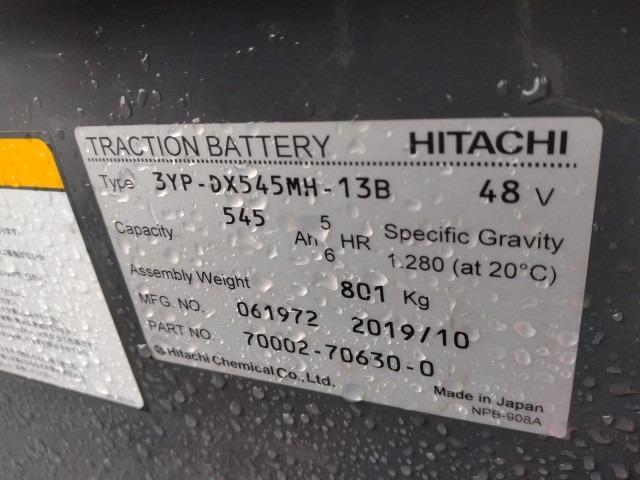 TRACTION BATTERY HITACHI
Type 3YP-DX545MH-13B 48 V
Capacity 545 Ah 5 HR Specific Gravity
6 1.280 (at 20°C)
Assembly Weight 801 Kg
MFG. NO. 061972 2019/10
PART NO. 70002-70630-0
Hitachi Chemical Co., Ltd.
Made in Japan
NPB-908A